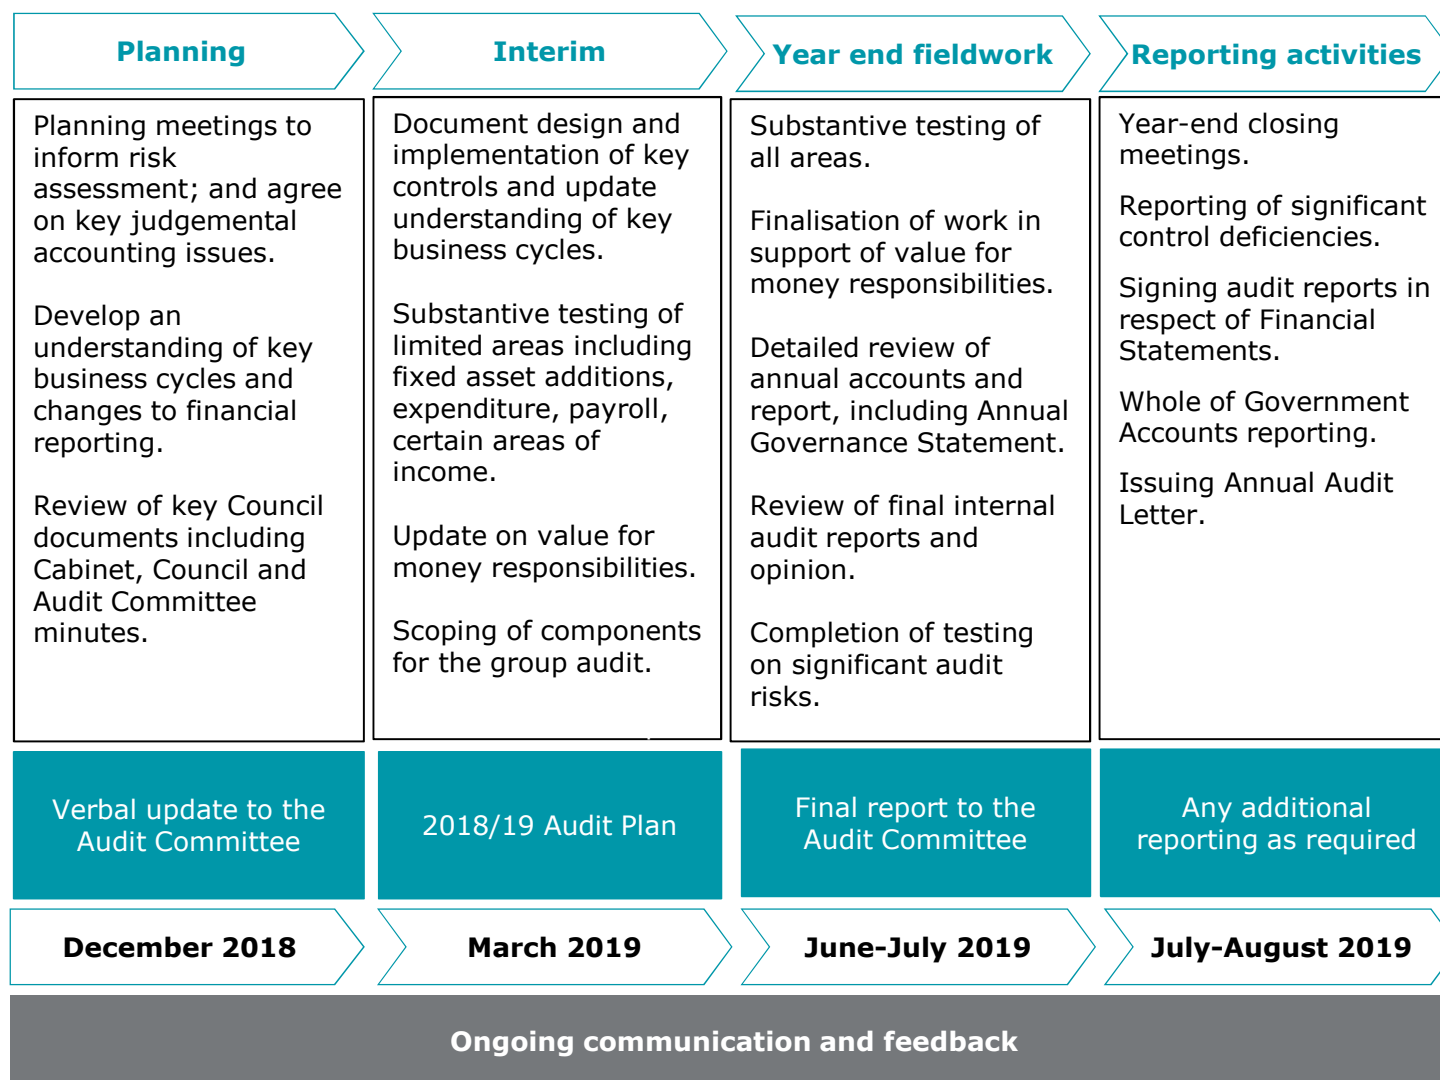 Planning
Interim
Year end fieldwork
Reporting activities
Planning meetings to
inform risk
assessment; and agree
on key judgemental
accounting issues.
Develop an
understanding of key
business cycles and
changes to financial
reporting.
Review of key Council
documents including
Cabinet, Council and
Audit Committee
minutes.
Document design and
implementation of key
controls and update
understanding of key
business cycles.
Substantive testing of
limited areas including
fixed asset additions,
expenditure, payroll,
certain areas of
income.
Update on value for
money responsibilities.
Scoping of components
for the group audit.
Substantive testing of
all areas.
Finalisation of work in
support of value for
money responsibilities.
Detailed review of
annual accounts and
report, including Annual
Governance Statement.
Review of final internal
audit reports and
opinion.
Completion of testing
on significant audit
risks.
Year-end closing
meetings.
Reporting of significant
control deficiencies.
Signing audit reports in
respect of Financial
Statements.
Whole of Government
Accounts reporting.
Issuing Annual Audit
Letter.
Verbal update to the
Audit Committee
2018/19 Audit Plan
Final report to the
Audit Committee
Any additional
reporting as required
December 2018
March 2019
June-July 2019
July-August 2019
Ongoing communication and feedback